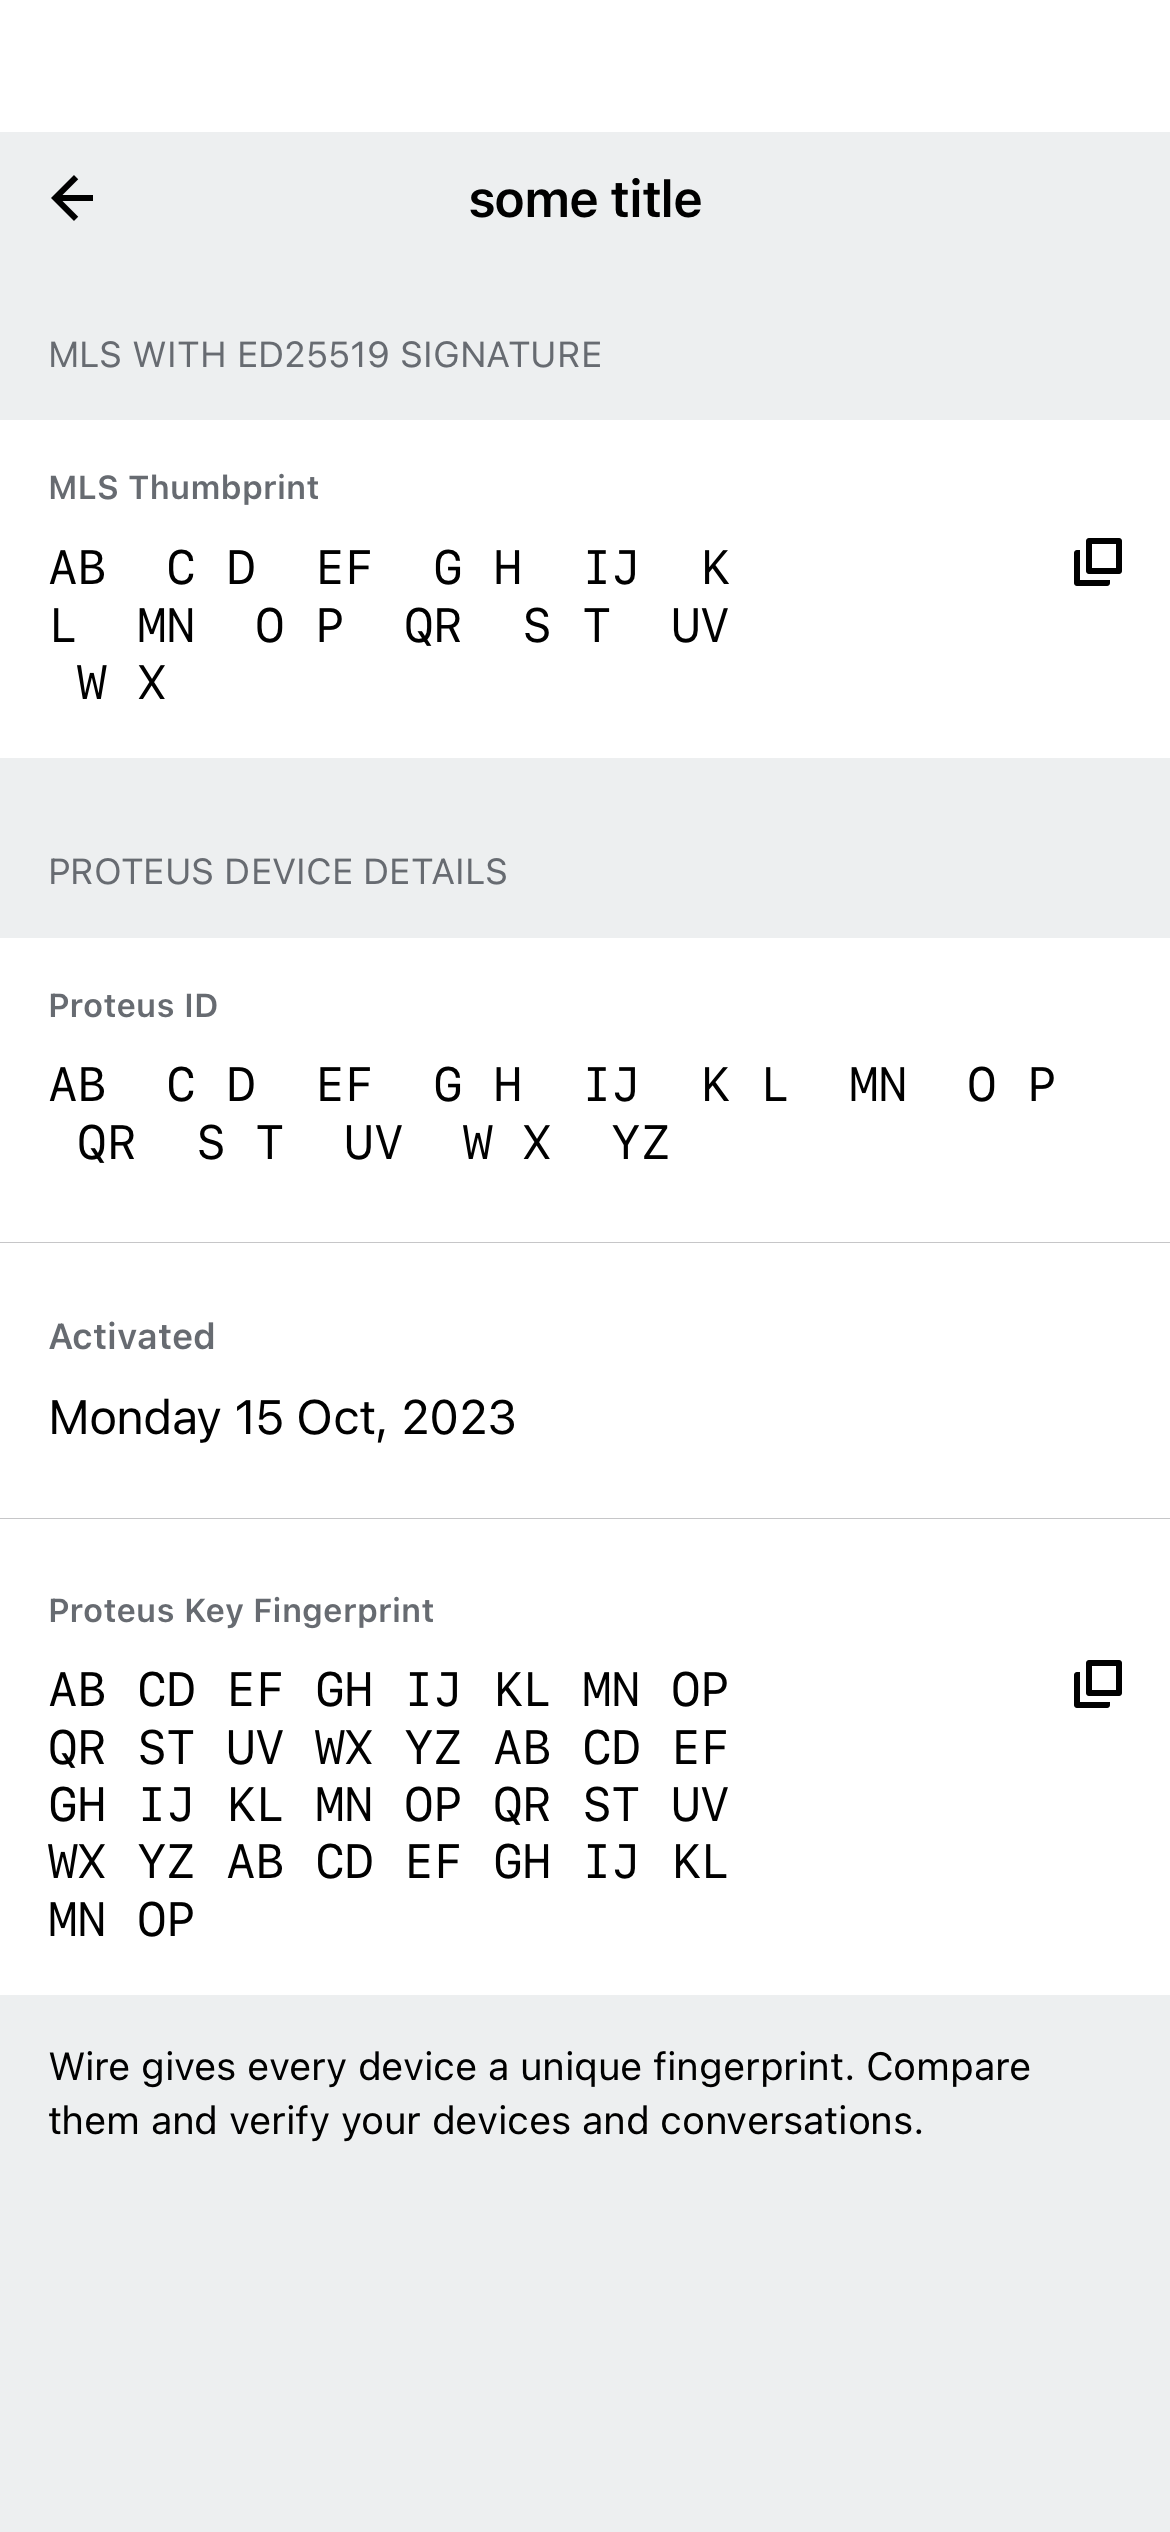 some title
MLS WITH ED25519 SIGNATURE
MLS Thumbprint
AB  C D  EF  G H  IJ  K
L  MN  O P  QR  S T  UV
 W X
PROTEUS DEVICE DETAILS
Proteus ID
AB  C D  EF  G H  IJ  K L  MN  O P
 QR  S T  UV  W X  YZ
Activated
Monday 15 Oct, 2023
Proteus Key Fingerprint
AB CD EF GH IJ KL MN OP
QR ST UV WX YZ AB CD EF
GH IJ KL MN OP QR ST UV
WX YZ AB CD EF GH IJ KL
MN OP
Wire gives every device a unique fingerprint. Compare
them and verify your devices and conversations.